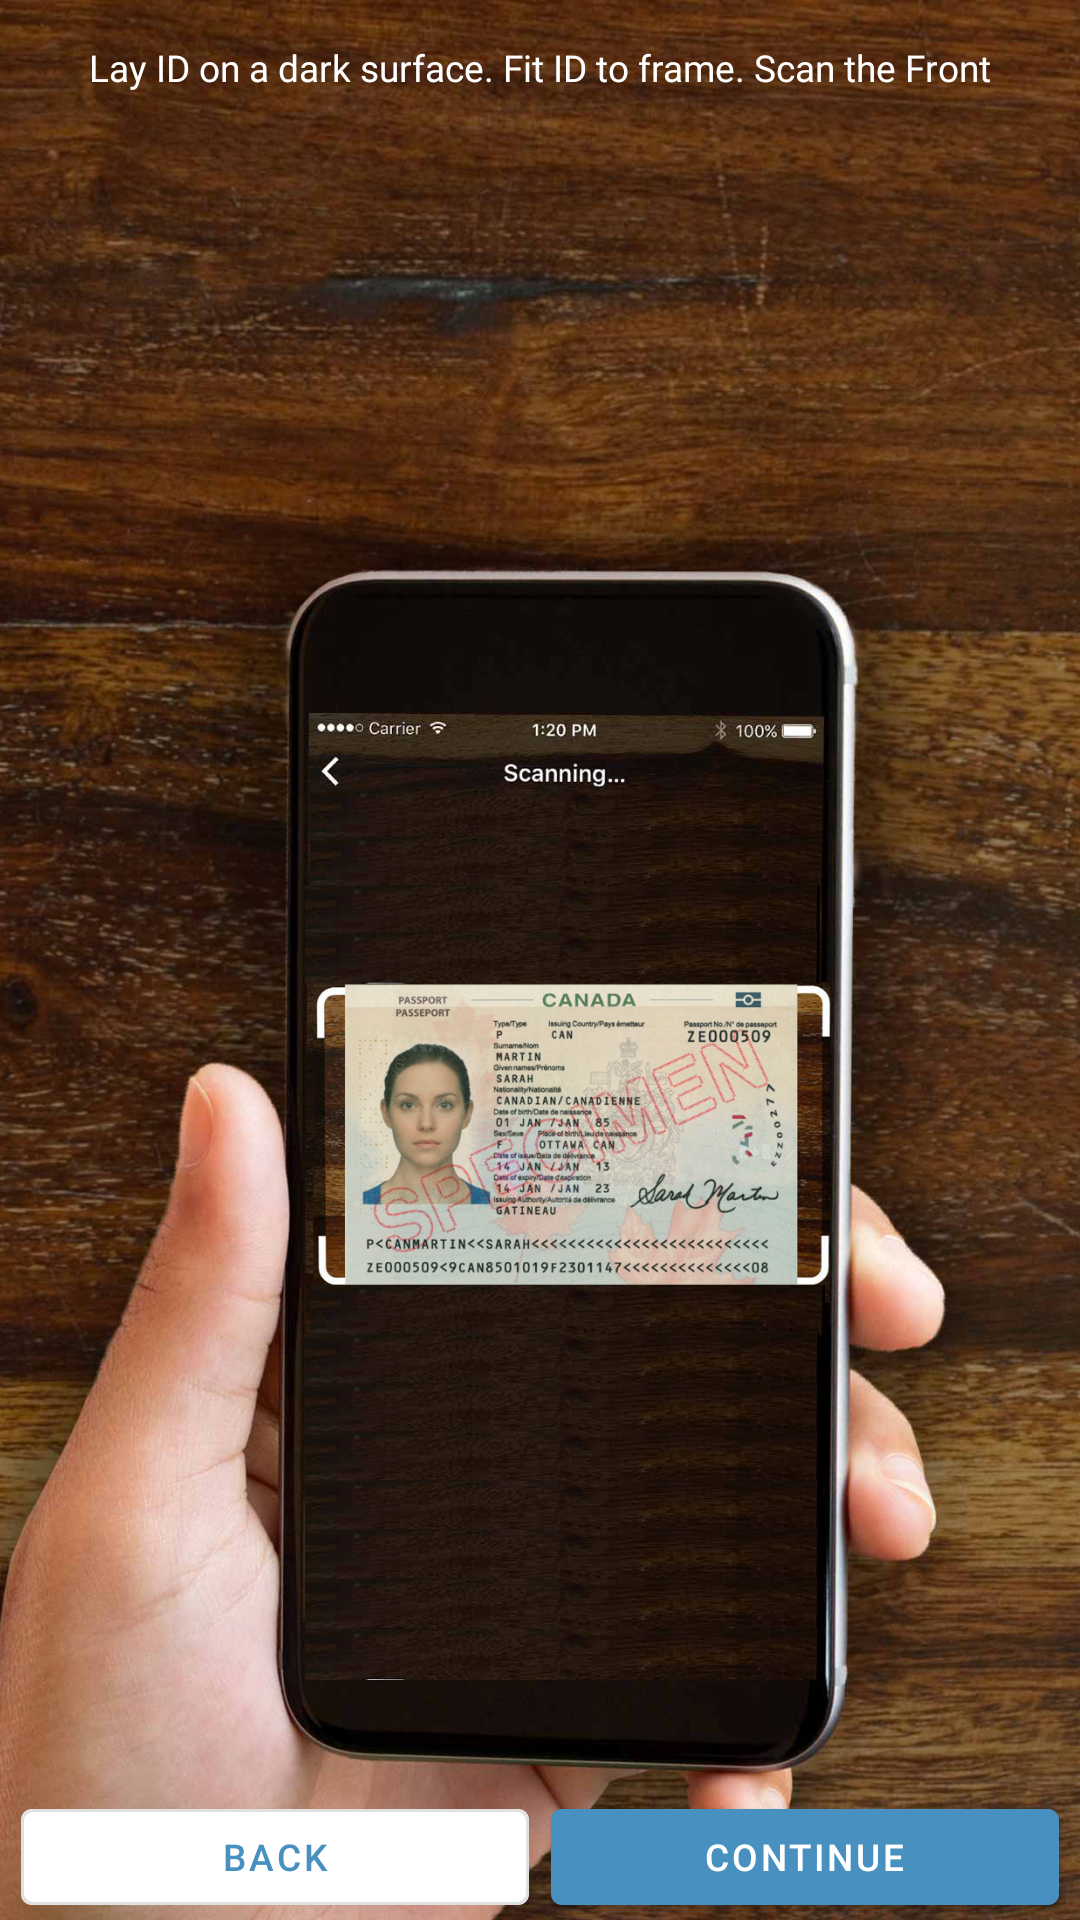 Lay ID on a dark surface. Fit ID to frame. Scan the Front
Carrier 1:20 PM 100%
Scanning...
PASSPORT
PASSEPORT
CANADA
Type/Type Issuing Country/Pays émetteur Passport No./N° de passeport
P CAN ZE000509
Surname/Nom
MARTIN
Given names/Prénoms
SARAH
Nationality/Nationalité
CANADIAN/CANADIENNE
Date of birth/Date de naissance
01 JAN /JAN 85
Sex/Sexe Place of birth/Lieu de naissance
F OTTAWA CAN
Date of issue/Date de délivrance
14 JAN /JAN 13
Date of expiry/Date d'expiration
14 JAN /JAN 23
Issuing Authority/Autorité de délivrance
GATINEAU
Sarah Martin
SPECIMEN
P<CANMARTIN<<SARAH<<<<<<<<<<<<<<<<<<<<<<<<<<
ZE000509<9CAN8501019F2301147<<<<<<<<<<<<<<<08
BACK
CONTINUE